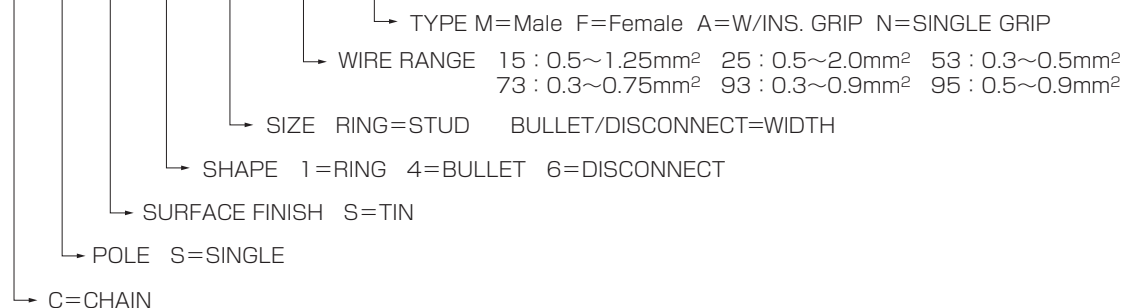 TYPE M=Male F=Female A=W/INS. GRIP N=SINGLE GRIP
WIRE RANGE 15：0.5～1.25mm² 25：0.5～2.0mm² 53：0.3～0.5mm²
73：0.3～0.75mm² 93：0.3～0.9mm² 95：0.5～0.9mm²
SIZE RING=STUD BULLET/DISCONNECT=WIDTH
SHAPE 1=RING 4=BULLET 6=DISCONNECT
SURFACE FINISH S=TIN
POLE S=SINGLE
C=CHAIN